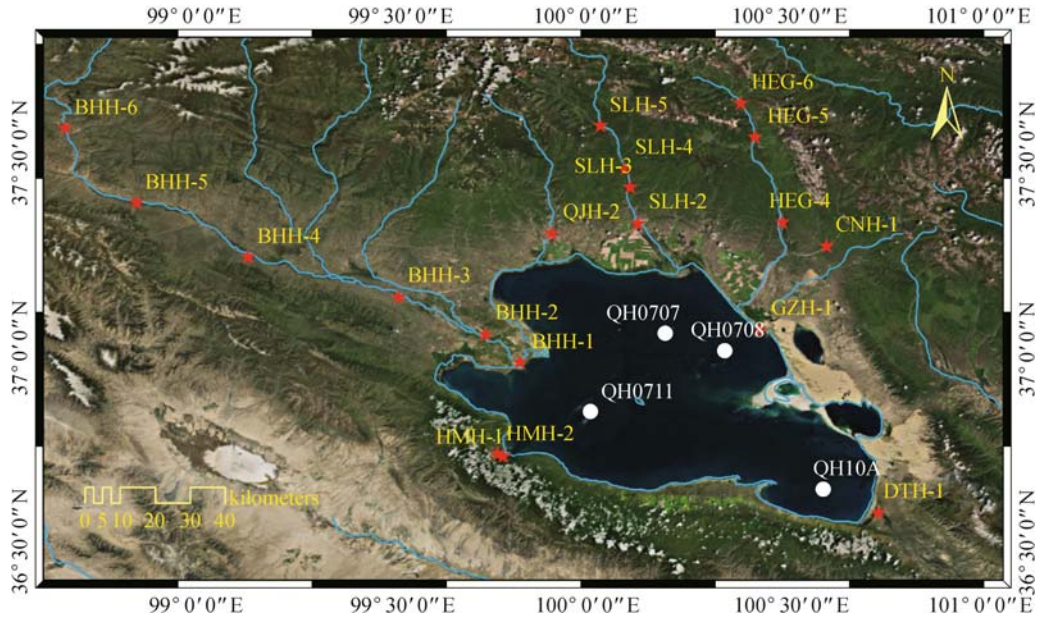 99°0′0″E 99°30′0″E 100°0′0″E 100°30′0″E 101°0′0″E
N
BHH-6
SLH-5
HEG-6
HEG-5
SLH-4
SLH-3
BHH-5
SLH-2
HEG-4
QJH-2
CNH-1
BHH-4
BHH-3
GZH-1
QH0707
BHH-2
QH0708
BHH-1
QH0711
HMH-1
HMH-2
QH10A
DTH-1
kilometers
0 5 10 20 30 40
37°30′0″N
37°0′0″N
36°30′0″N
37°30′0″N
37°0′0″N
36°30′0″N
99°0′0″E 99°30′0″E 100°0′0″E 100°30′0″E 101°0′0″E